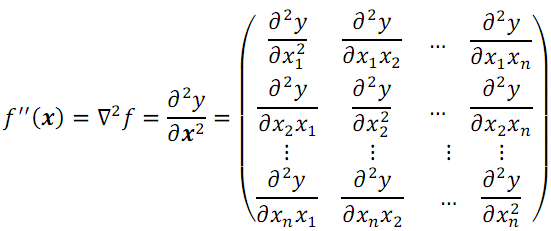 f''(𝒙) = ∇²f = ∂²y/∂𝒙² =
∂²y/∂x₁² ∂²y/∂x₁x₂ … ∂²y/∂x₁xₙ
∂²y/∂x₂x₁ ∂²y/∂x₂² … ∂²y/∂x₂xₙ
⋮ ⋮ ⋮ ⋮
∂²y/∂xₙx₁ ∂²y/∂xₙx₂ … ∂²y/∂xₙ²